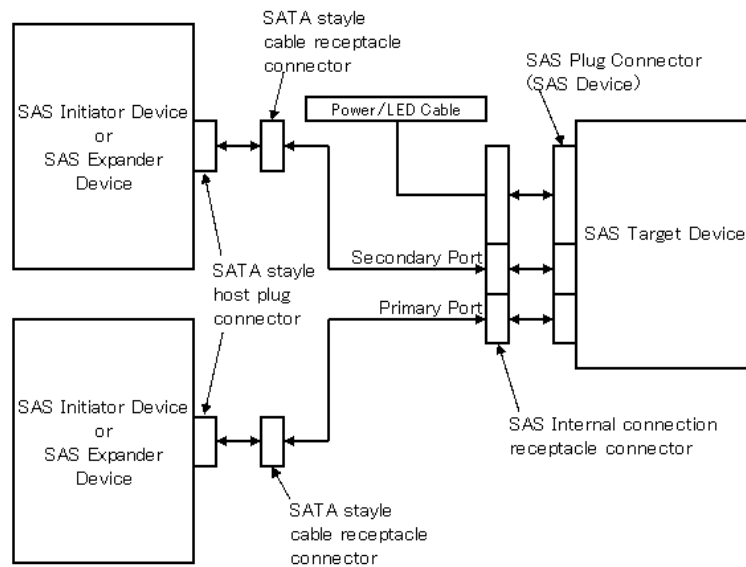 SATA stayle
cable receptacle
connector
SAS Plug Connector
(SAS Device)
SAS Initiator Device
or
SAS Expander
Device
Power/LED Cable
SAS Target Device
Secondary Port
SATA stayle
host plug
connector
Primary Port
SAS Initiator Device
or
SAS Expander
Device
SAS Internal connection
receptacle connector
SATA stayle
cable receptacle
connector